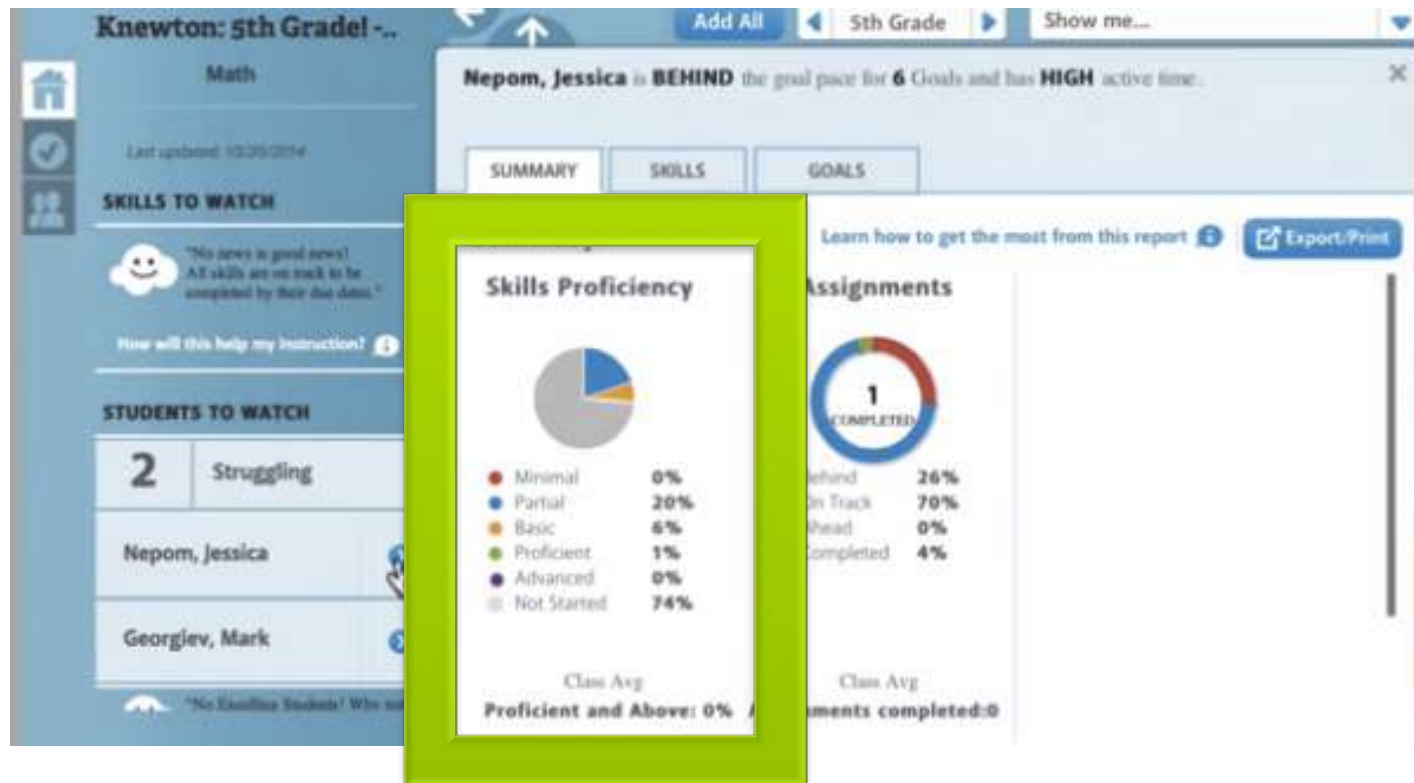 Knewton: 5th Grade! -..
Math
Last updated: 10/20/2014
SKILLS TO WATCH
"No news is good news!
All skills are on track to be
completed by their due dates."
How will this help my instruction?
STUDENTS TO WATCH
2 Struggling
Nepom, Jessica
Georgiev, Mark
"No Students! Why
Add All
5th Grade
Show me...
Nepom, Jessica is BEHIND the goal pace for 6 Goals and has HIGH active time.
SUMMARY SKILLS GOALS
Learn how to get the most from this report
Export/Print
Skills Proficiency
Minimal 0%
Partial 20%
Basic 6%
Proficient 1%
Advanced 0%
Not Started 74%
Class Avg
Proficient and Above: 0%
Assignments
1
COMPLETED
ehind 26%
On Track 70%
Ahead 0%
Completed 4%
Class Avg
nments completed:0